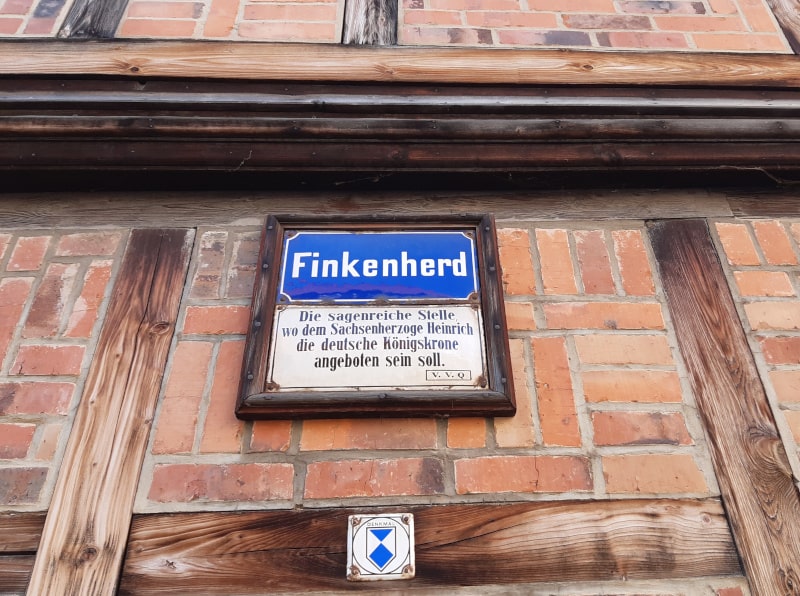 Finkenherd
Die sagenreiche Stelle,
wo dem Sachsenherzoge Heinrich
die deutsche Königskrone
angeboten sein soll.
V. V. Q.
DENKMAL